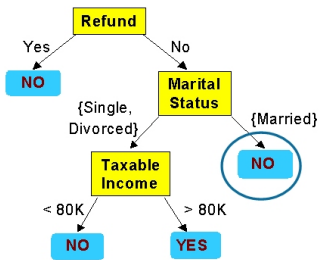 Refund
Yes
No
NO
Marital
Status
{Single,
Divorced}
{Married}
Taxable
Income
NO
< 80K
> 80K
NO
YES